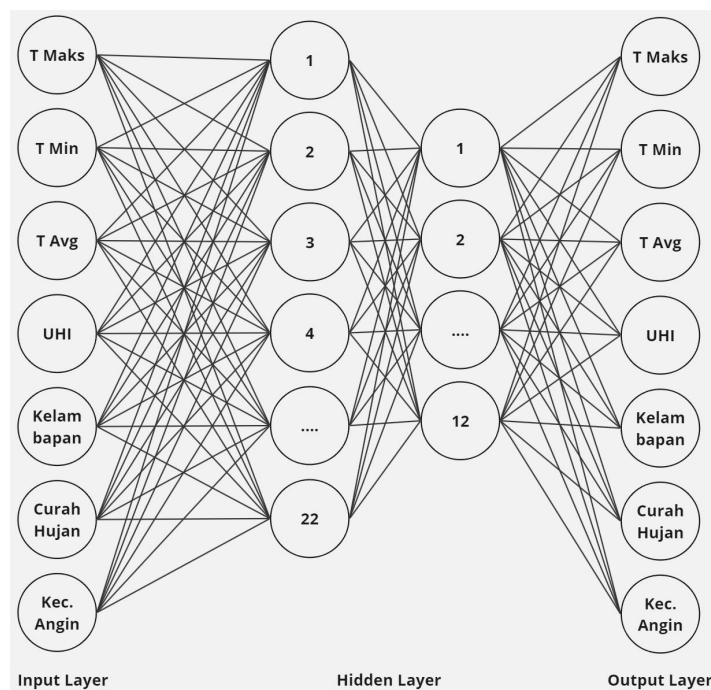 T Maks
T Min
T Avg
UHI
Kelam
bapan
Curah
Hujan
Kec.
Angin
Input Layer
1
2
3
4
....
22
1
2
....
12
Hidden Layer
T Maks
T Min
T Avg
UHI
Kelam
bapan
Curah
Hujan
Kec.
Angin
Output Layer